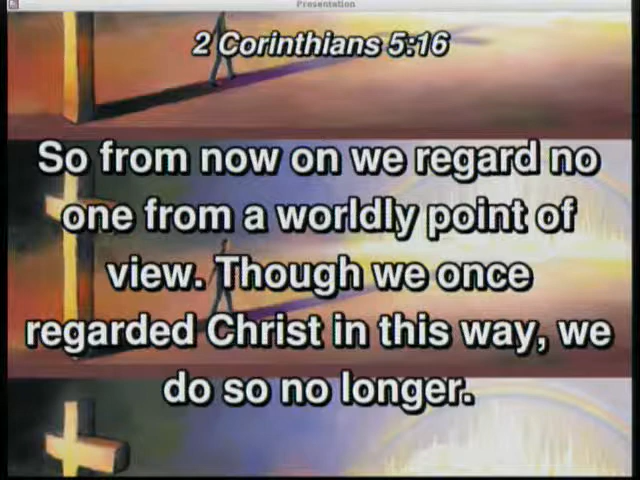 Presentation
2 Corinthians 5:16
So from now on we regard no
one from a worldly point of
view. Though we once
regarded Christ in this way, we
do so no longer.